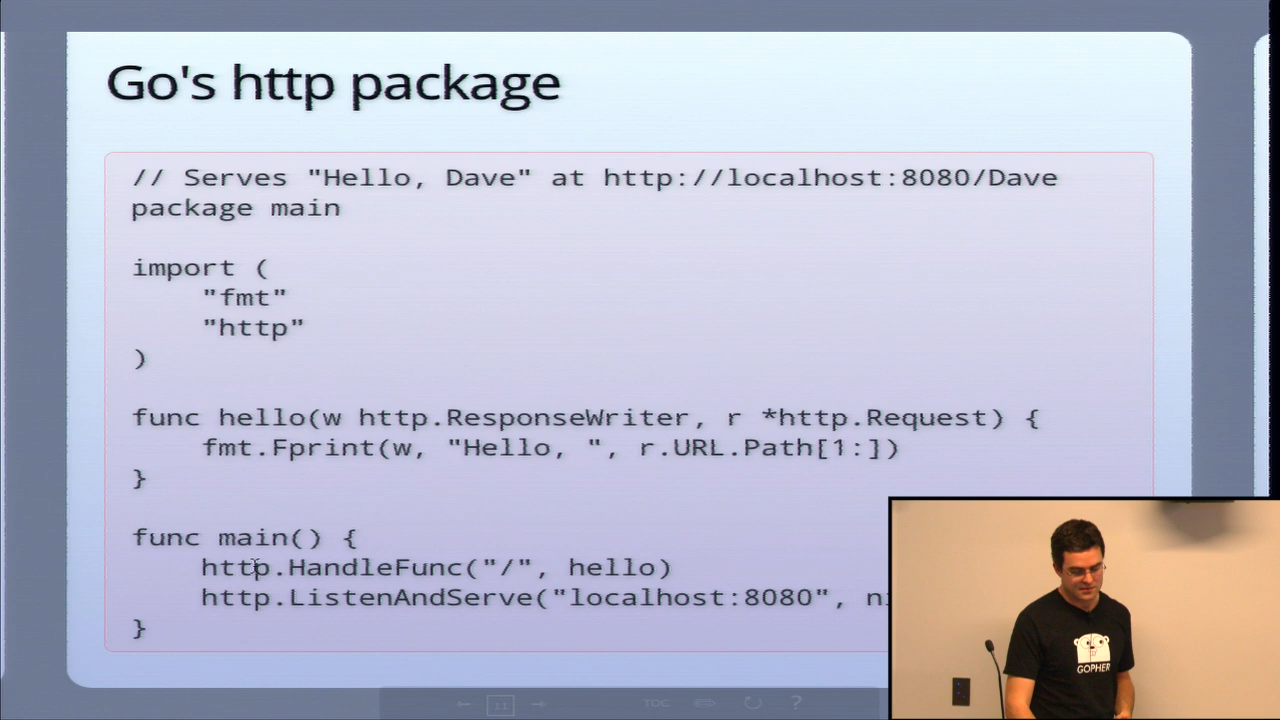 Go's http package
// Serves "Hello, Dave" at http://localhost:8080/Dave
package main
import (
"fmt"
"http"
)
func hello(w http.ResponseWriter, r *http.Request) {
fmt.Fprint(w, "Hello, ", r.URL.Path[1:])
}
func main() {
http.HandleFunc("/", hello)
http.ListenAndServe("localhost:8080", n
}
11
TOC
?
GOPHER